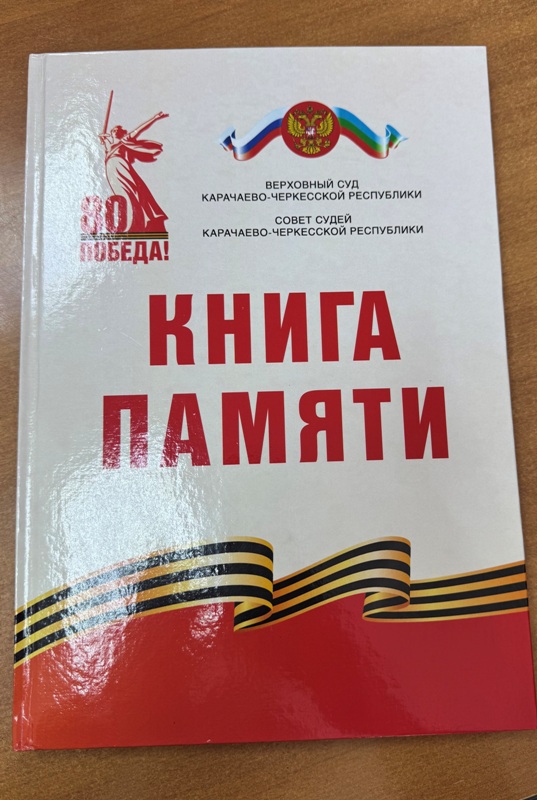 80
ПОБЕДА!
ВЕРХОВНЫЙ СУД
КАРАЧАЕВО-ЧЕРКЕССКОЙ РЕСПУБЛИКИ
СОВЕТ СУДЕЙ
КАРАЧАЕВО-ЧЕРКЕССКОЙ РЕСПУБЛИКИ
КНИГА
ПАМЯТИ